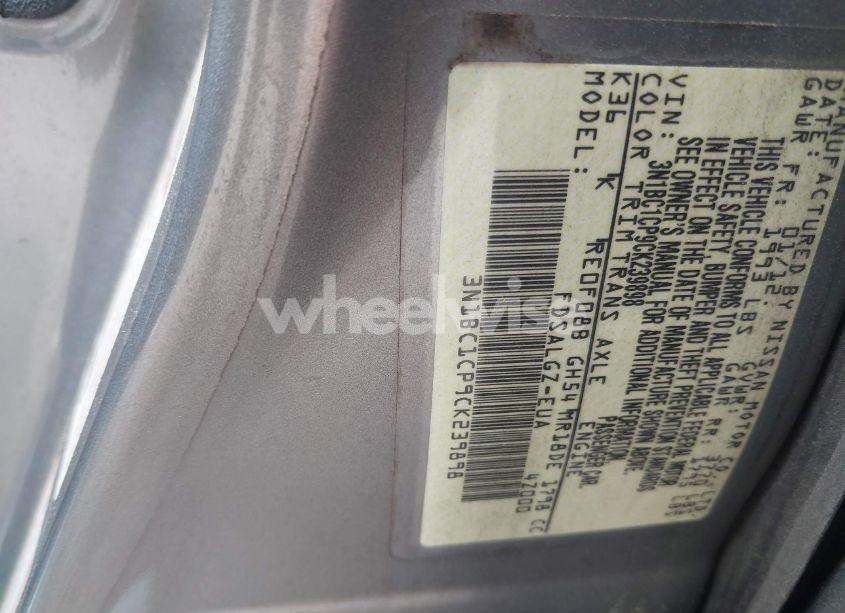 MANUFACTURED BY NISSAN MOTOR CO., LTD.
DATE: 01/12 GVWR: LBS
GAWR FR: 1993 LBS GAWR RR: LBS
THIS VEHICLE CONFORMS TO ALL APPLICABLE FEDERAL MOTOR
VEHICLE SAFETY, BUMPER AND THEFT PREVENTION STANDARDS
IN EFFECT ON THE DATE OF MANUFACTURE SHOWN ABOVE.
SEE OWNER'S MANUAL FOR ADDITIONAL INFORMATION.
VIN: 3N1BC1CP9CK239898 PASSENGER CAR
COLOR TRIM TRANS AXLE ENGINE
K36 K RE0F08B GH54 MR18DE 1798 CC
MODEL: FDSALGZ-EUA 4Z000
3N1BC1CP9CK239898
wheelwise